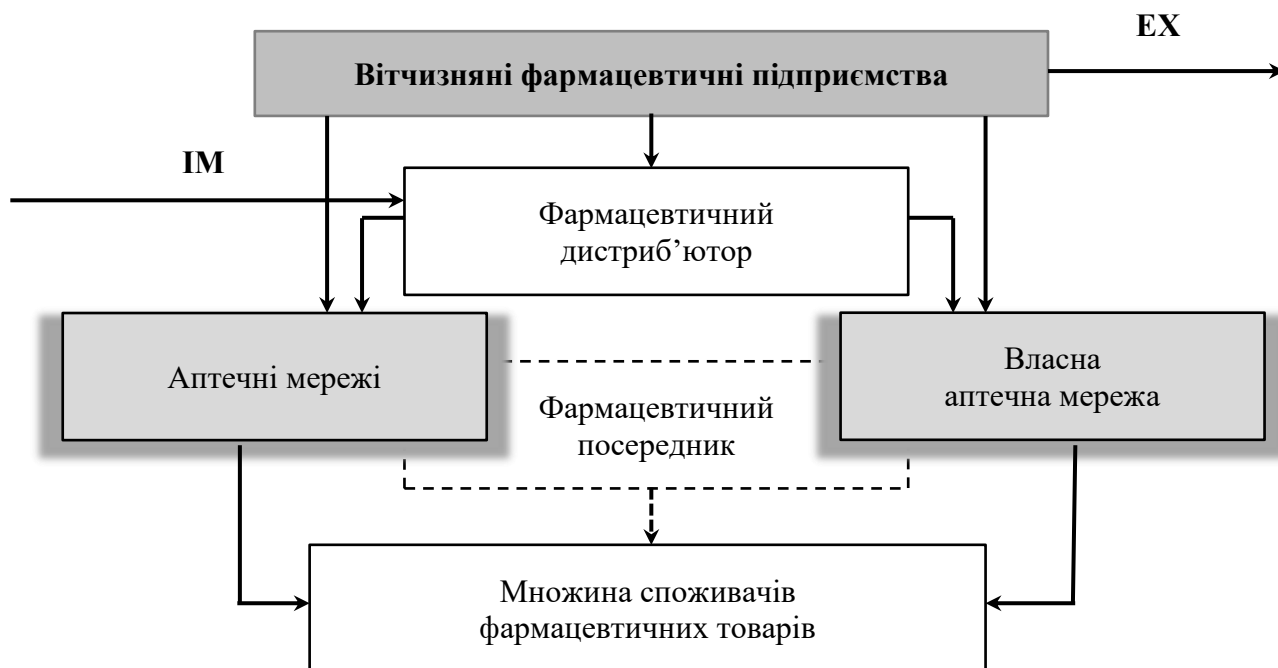 EX
Вітчизняні фармацевтичні підприємства
IM
Фармацевтичний
дистриб’ютор
Аптечні мережі
Власна
аптечна мережа
Фармацевтичний
посередник
Множина споживачів
фармацевтичних товарів